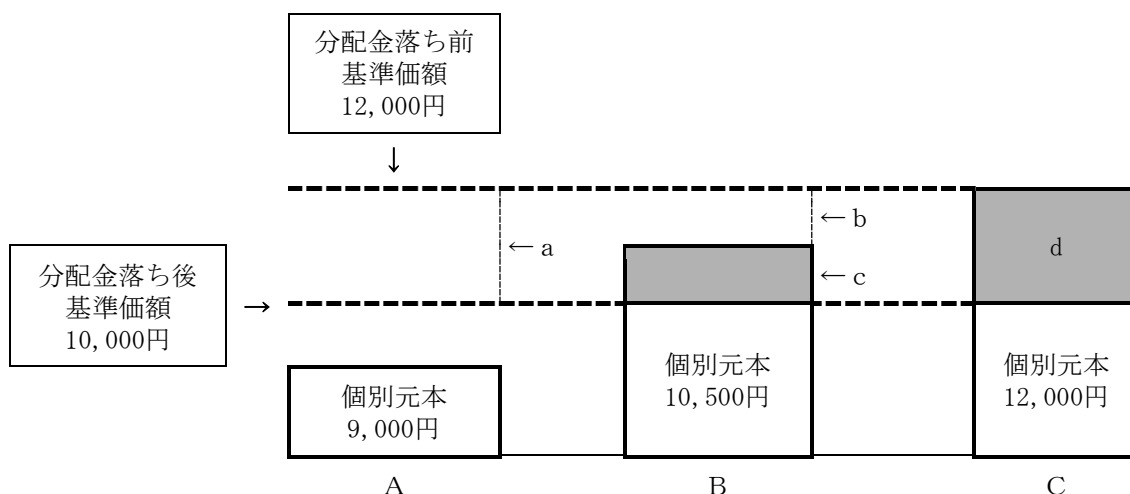 分配金落ち前
基準価額
12,000円
↓
←a
←b
←c
d
分配金落ち後
基準価額
10,000円
→
個別元本
9,000円
個別元本
10,500円
個別元本
12,000円
A
B
C